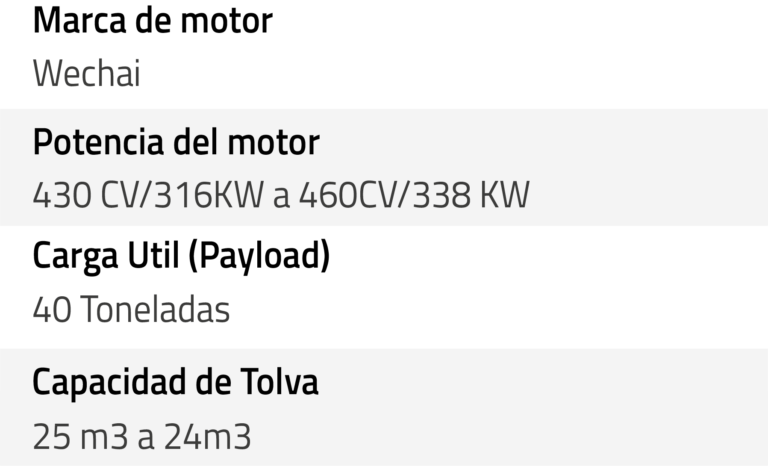 Marca de motor
Wechai
Potencia del motor
430 CV/316KW a 460CV/338 KW
Carga Util (Payload)
40 Toneladas
Capacidad de Tolva
25 m3 a 24m3